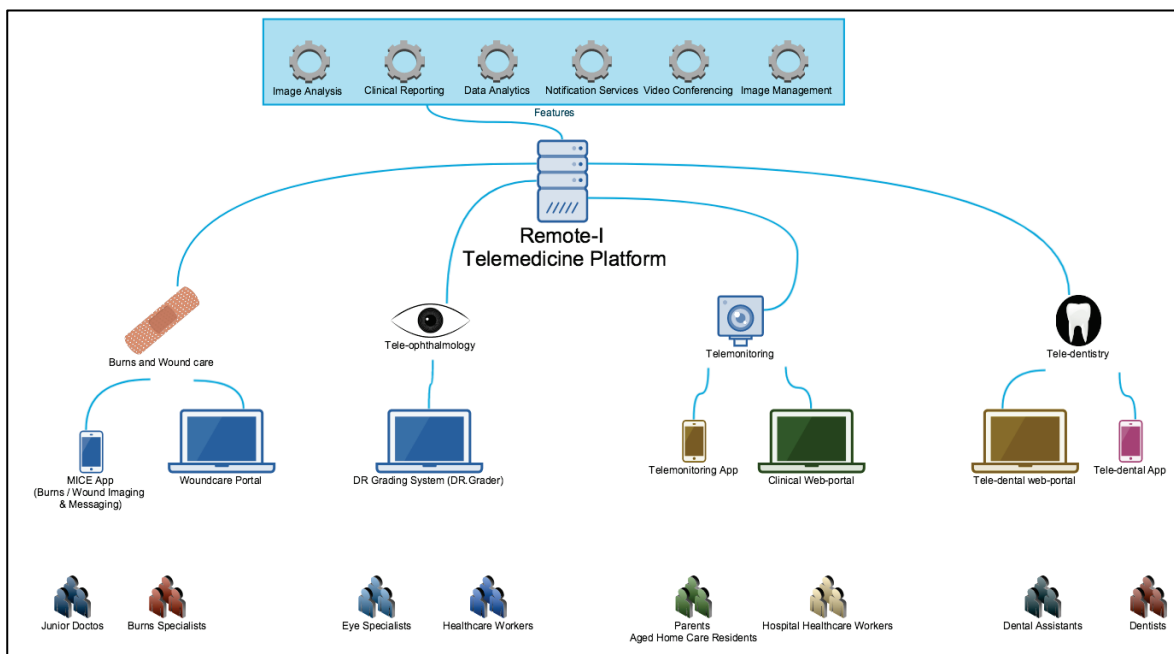 Image Analysis
Clinical Reporting
Data Analytics
Notification Services
Video Conferencing
Image Management
Features
Remote-I
Telemedicine Platform
Burns and Wound care
Tele-ophthalmology
Telemonitoring
Tele-dentistry
MICE App
(Burns / Wound Imaging
& Messaging)
Woundcare Portal
DR Grading System (DR.Grader)
Telemonitoring App
Clinical Web-portal
Tele-dental web-portal
Tele-dental App
Junior Doctos
Burns Specialists
Eye Specialists
Healthcare Workers
Parents
Aged Home Care Residents
Hospital Healthcare Workers
Dental Assistants
Dentists